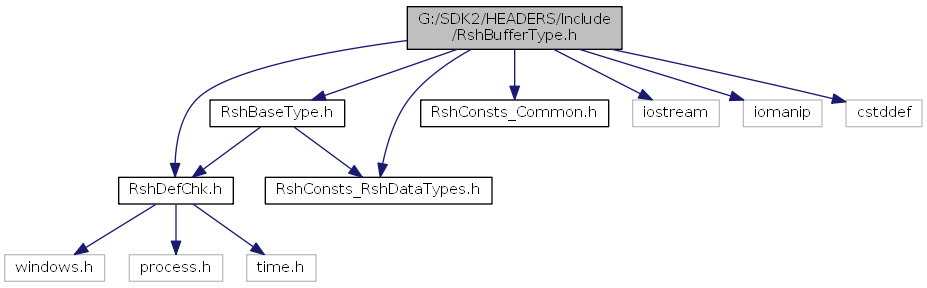 G:/SDK2/HEADERS/Include
/RshBufferType.h
RshBaseType.h
RshConsts_Common.h
iostream
iomanip
cstddef
RshDefChk.h
RshConsts_RshDataTypes.h
windows.h
process.h
time.h